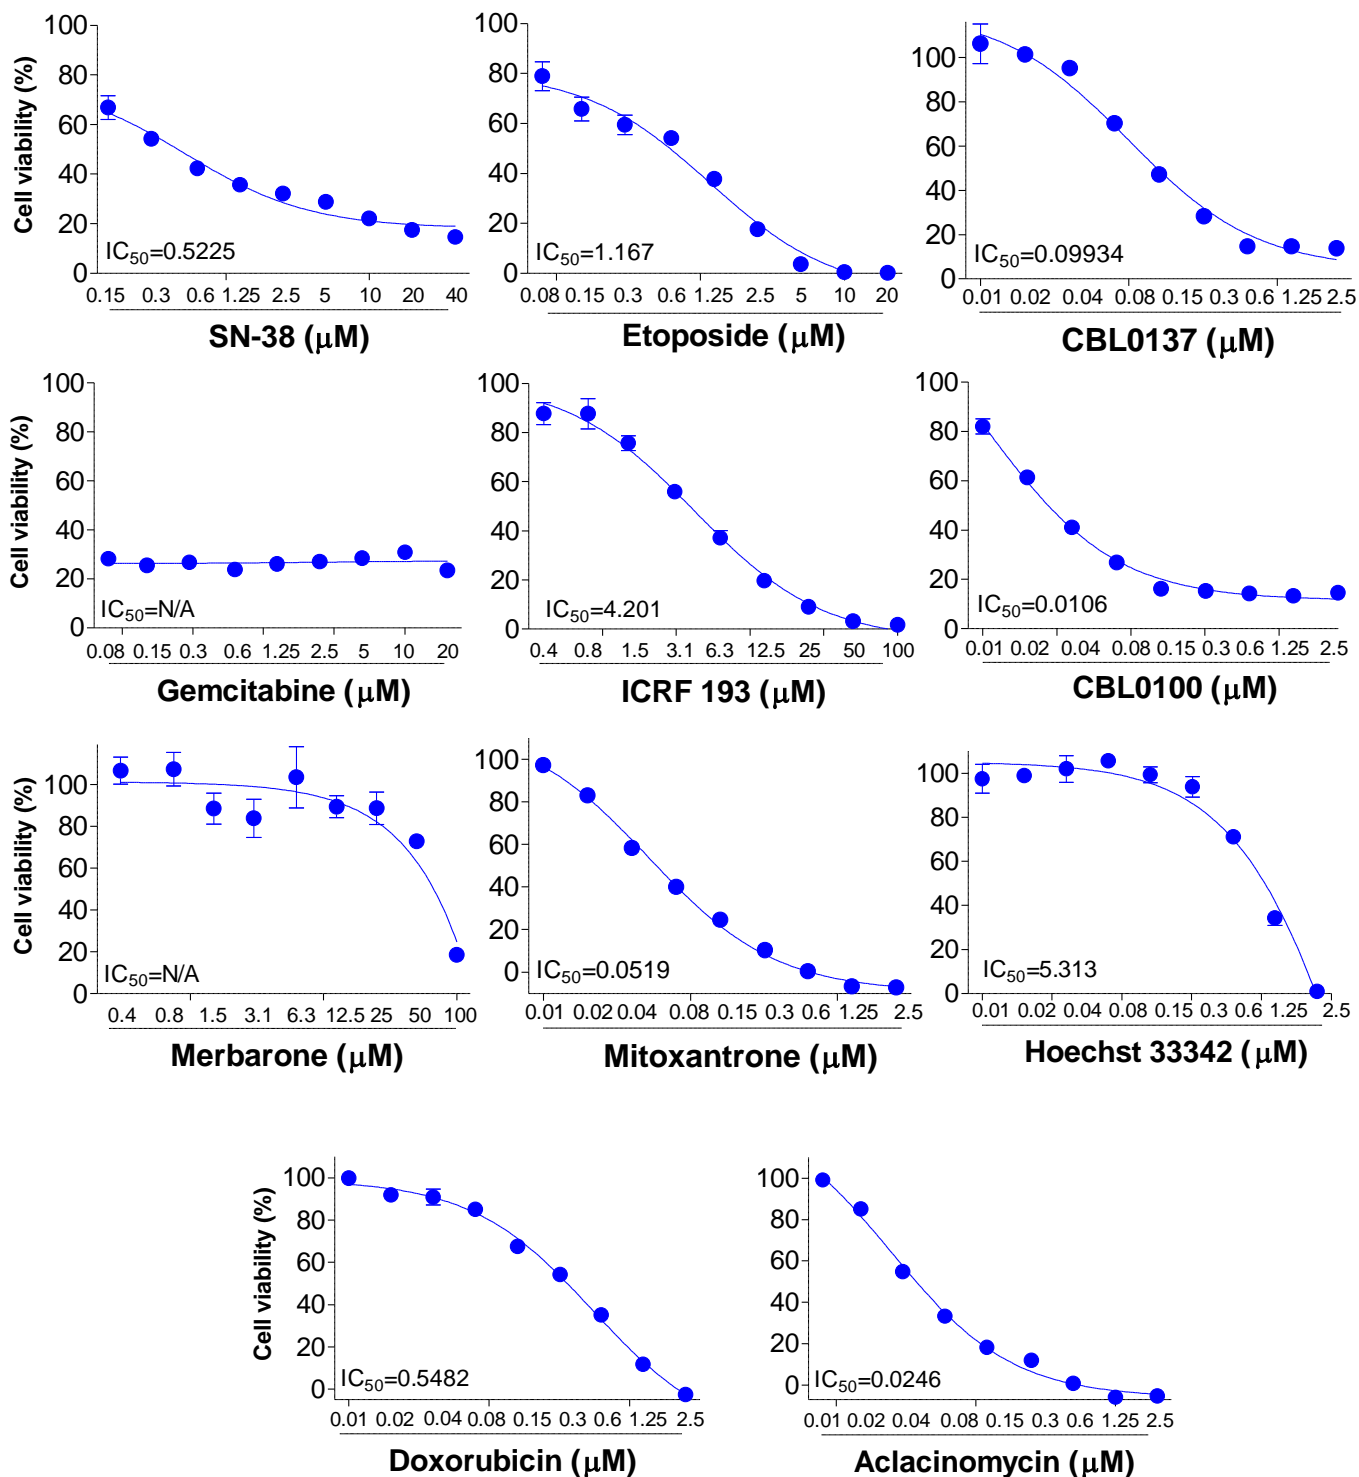 100
80
60
40
20
0
Cell viability (%)
IC50=0.5225
0.15 0.3 0.6 1.25 2.5 5 10 20 40
SN-38 (μM)
100
80
60
40
20
0
IC50=1.167
0.08 0.15 0.3 0.6 1.25 2.5 5 10 20
Etoposide (μM)
100
80
60
40
20
0
IC50=0.09934
0.01 0.02 0.04 0.08 0.15 0.3 0.6 1.25 2.5
CBL0137 (μM)
100
80
60
40
20
0
Cell viability (%)
IC50=N/A
0.08 0.15 0.3 0.6 1.25 2.5 5 10 20
Gemcitabine (μM)
100
80
60
40
20
0
IC50=4.201
0.4 0.8 1.5 3.1 6.3 12.5 25 50 100
ICRF 193 (μM)
100
80
60
40
20
0
IC50=0.0106
0.01 0.02 0.04 0.08 0.15 0.3 0.6 1.25 2.5
CBL0100 (μM)
100
80
60
40
20
0
Cell viability (%)
IC50=N/A
0.4 0.8 1.5 3.1 6.3 12.5 25 50 100
Merbarone (μM)
100
80
60
40
20
0
IC50=0.0519
0.01 0.02 0.04 0.08 0.15 0.3 0.6 1.25 2.5
Mitoxantrone (μM)
100
80
60
40
20
0
IC50=5.313
0.01 0.02 0.04 0.08 0.15 0.3 0.6 1.25 2.5
Hoechst 33342 (μM)
100
80
60
40
20
0
Cell viability (%)
IC50=0.5482
0.01 0.02 0.04 0.08 0.15 0.3 0.6 1.25 2.5
Doxorubicin (μM)
100
80
60
40
20
0
IC50=0.0246
0.01 0.02 0.04 0.08 0.15 0.3 0.6 1.25 2.5
Aclacinomycin (μM)